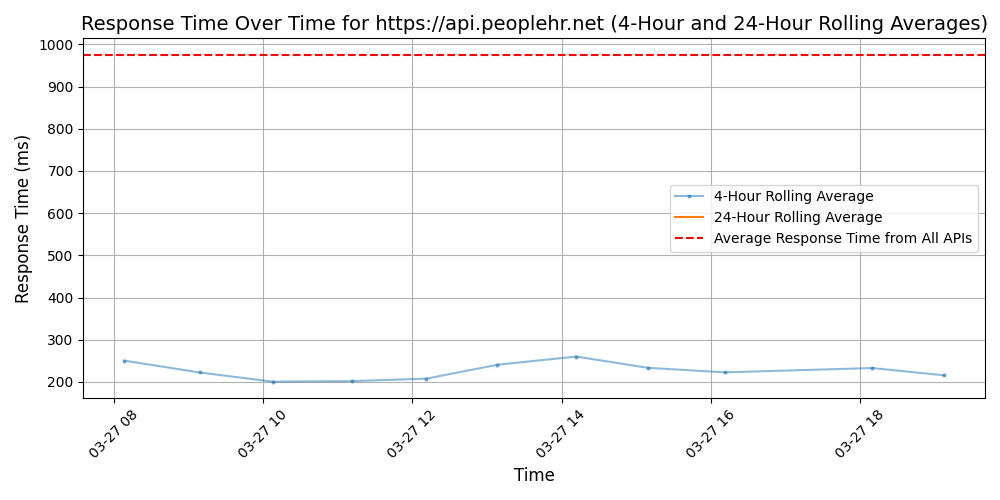 Response Time Over Time for https://api.peoplehr.net (4-Hour and 24-Hour Rolling Averages)
Response Time (ms)
1000
900
800
700
600
500
400
300
200
4-Hour Rolling Average
24-Hour Rolling Average
Average Response Time from All APIs
03-27 08
03-27 10
03-27 12
03-27 14
03-27 16
03-27 18
Time